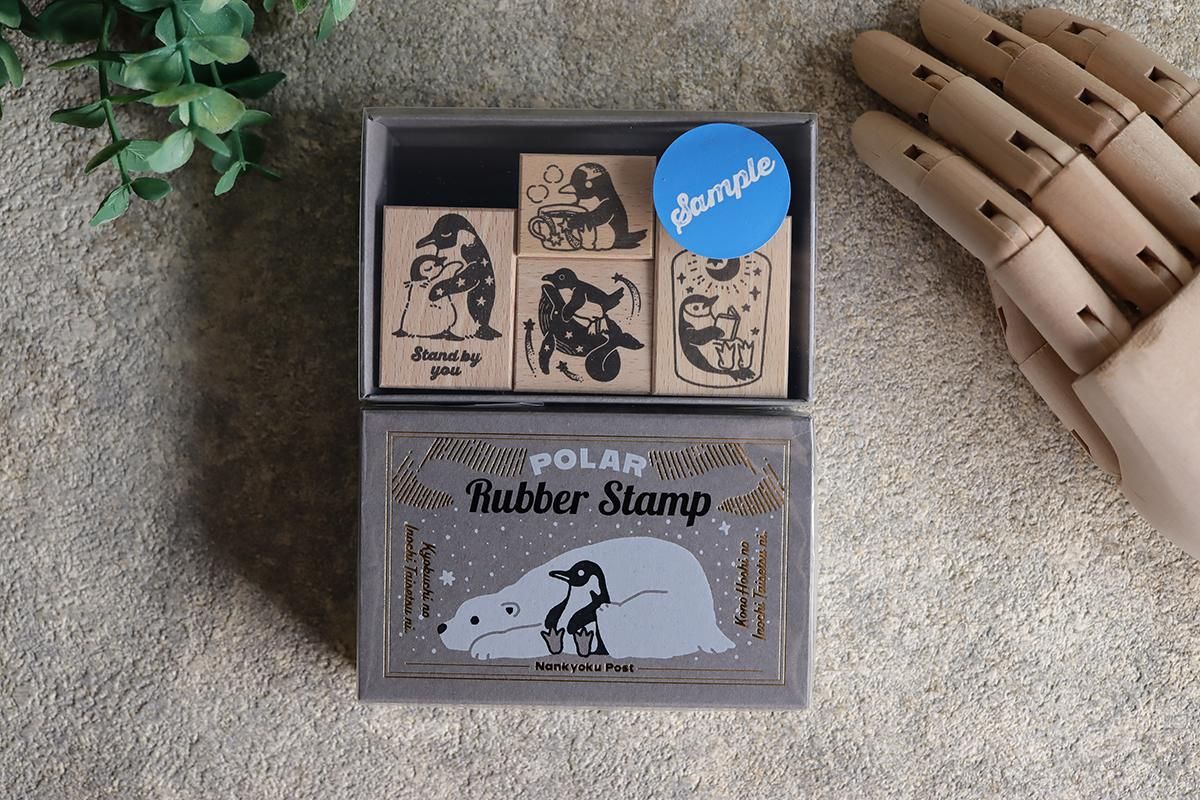 Sample
Stand by
you
POLAR
Rubber Stamp
Kyokuchi no
Inochi Taisetsu ni.
Kono Hoshi no
Inochi Taisetsu ni.
Nankyoku Post